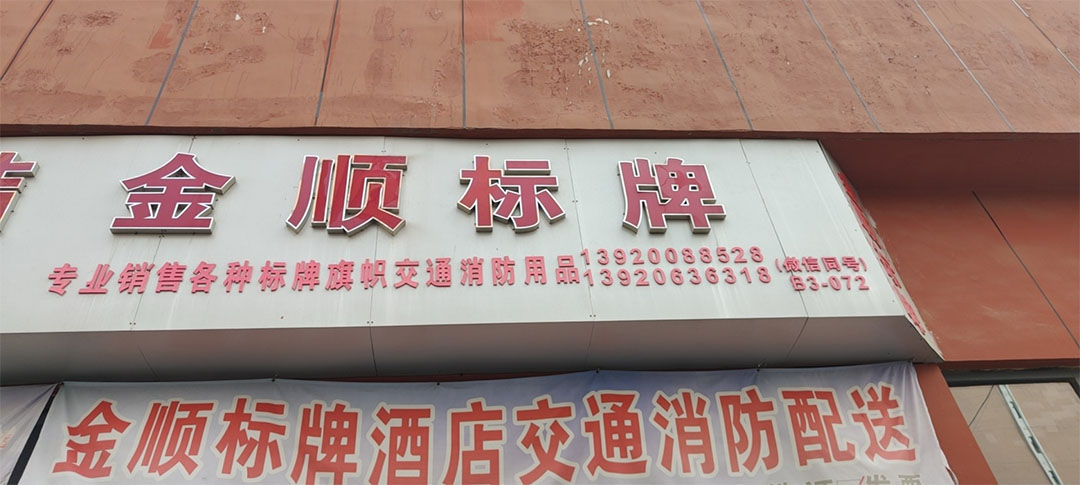 金顺标牌
专业销售各种标牌旗帜交通消防用品
13920088528
13920636318
(微信同号)
B3-072
金顺标牌酒店交通消防配送